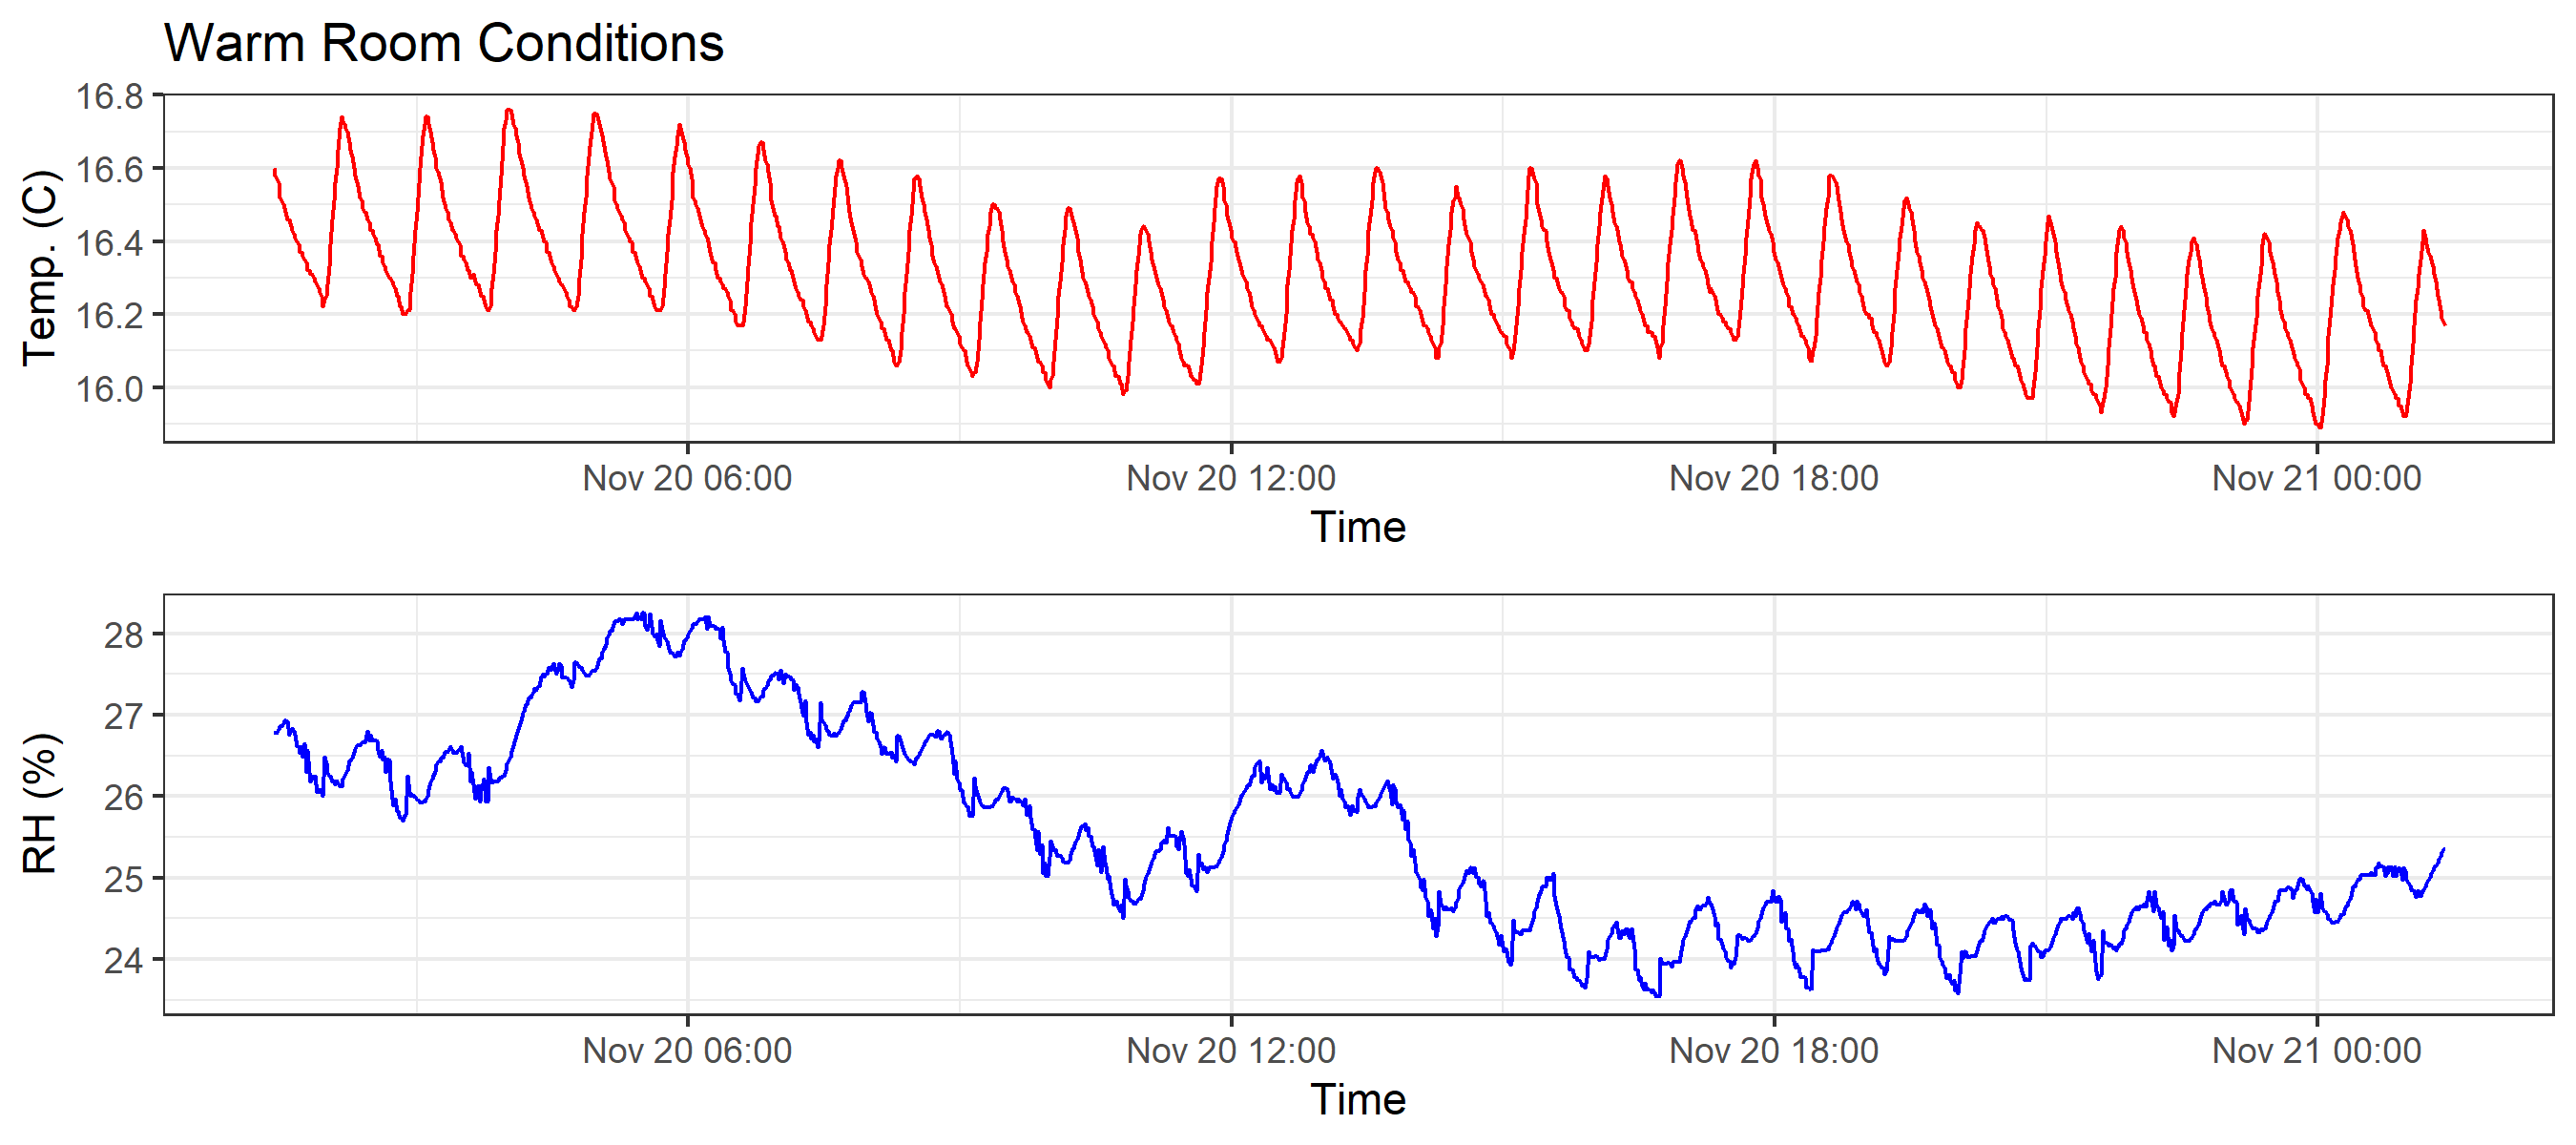 Warm Room Conditions
16.8
16.6
16.4
16.2
16.0
Temp. (C)
Nov 20 06:00 Nov 20 12:00 Nov 20 18:00 Nov 21 00:00
Time
28
27
26
25
24
RH (%)
Nov 20 06:00 Nov 20 12:00 Nov 20 18:00 Nov 21 00:00
Time